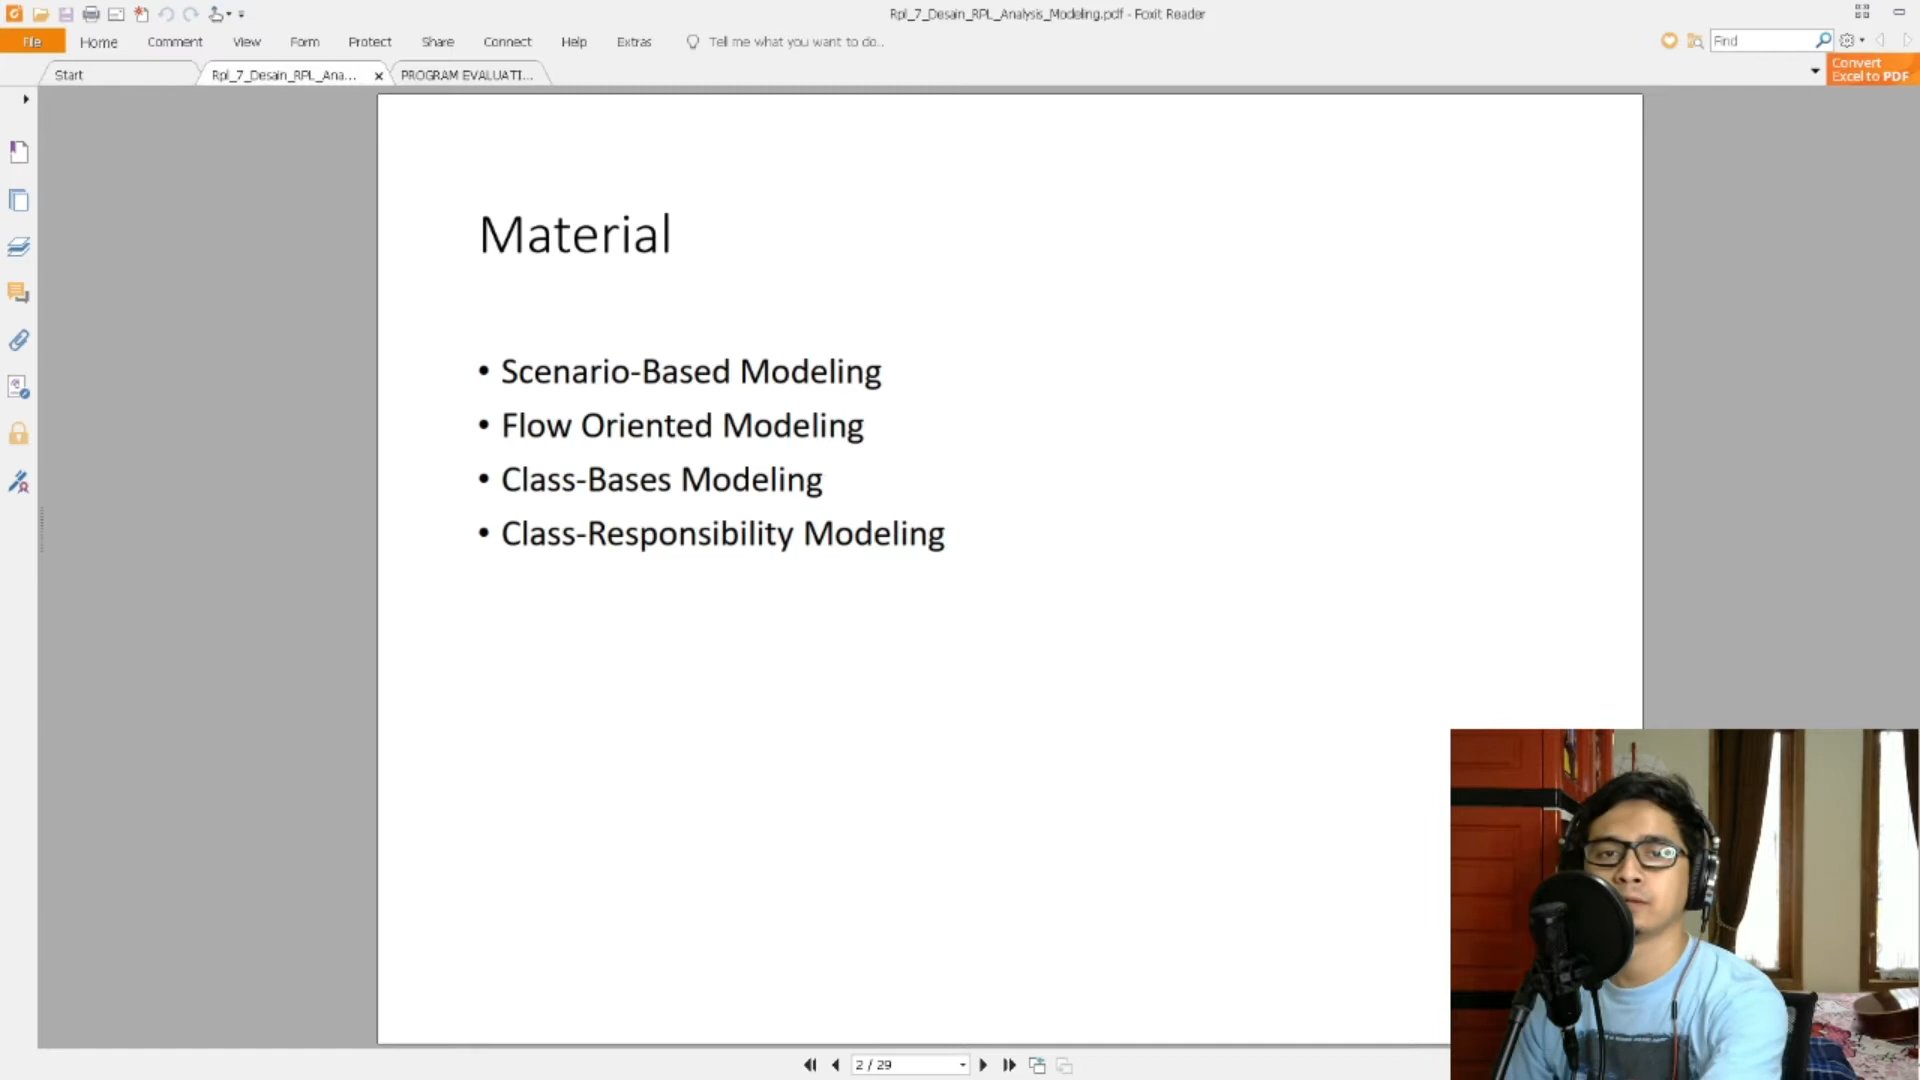 Rpl_7_Desain_RPL_Analysis_Modeling.pdf - Foxit Reader
File Home Comment View Form Protect Share Connect Help Extras Tell me what you want to do.. Find
Start Rpl_7_Desain_RPL_Ana... PROGRAM EVALUATI...
Convert
Excel to PDF
Material
• Scenario-Based Modeling
• Flow Oriented Modeling
• Class-Bases Modeling
• Class-Responsibility Modeling
2 / 29